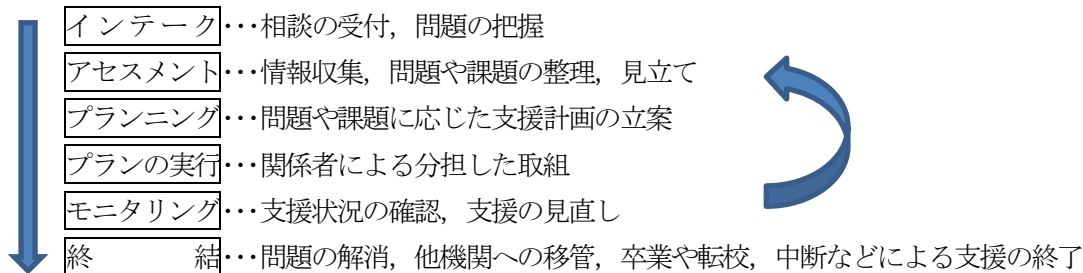 インテーク･･･相談の受付，問題の把握
アセスメント･･･情報収集，問題や課題の整理，見立て
プランニング･･･問題や課題に応じた支援計画の立案
プランの実行･･･関係者による分担した取組
モニタリング･･･支援状況の確認，支援の見直し
終　　　結･･･問題の解消，他機関への移管，卒業や転校，中断などによる支援の終了